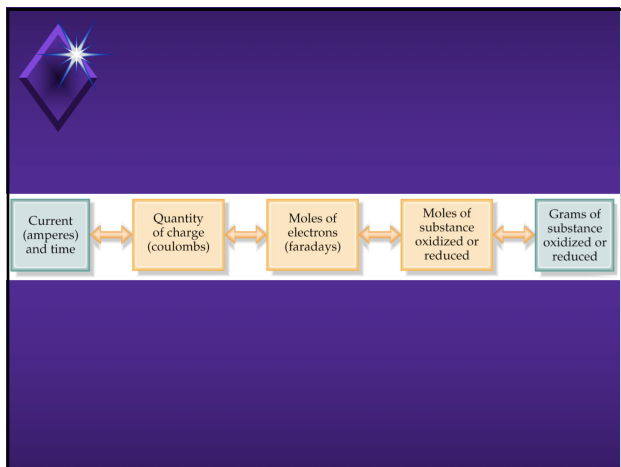 Current
(amperes)
and time
Quantity
of charge
(coulombs)
Moles of
electrons
(faradays)
Moles of
substance
oxidized or
reduced
Grams of
substance
oxidized or
reduced